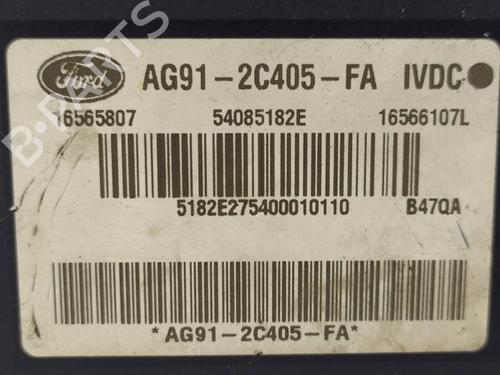 B-PARTS
Ford AG91-2C405-FA IVDC
16565807 54085182E 16566107L
5182E275400010110 B47QA
*AG91-2C405-FA*